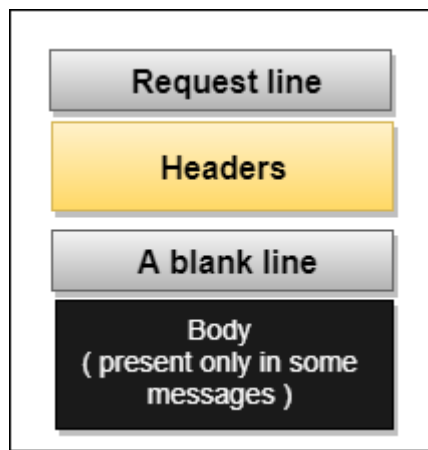 Request line
Headers
A blank line
Body
( present only in some
messages )